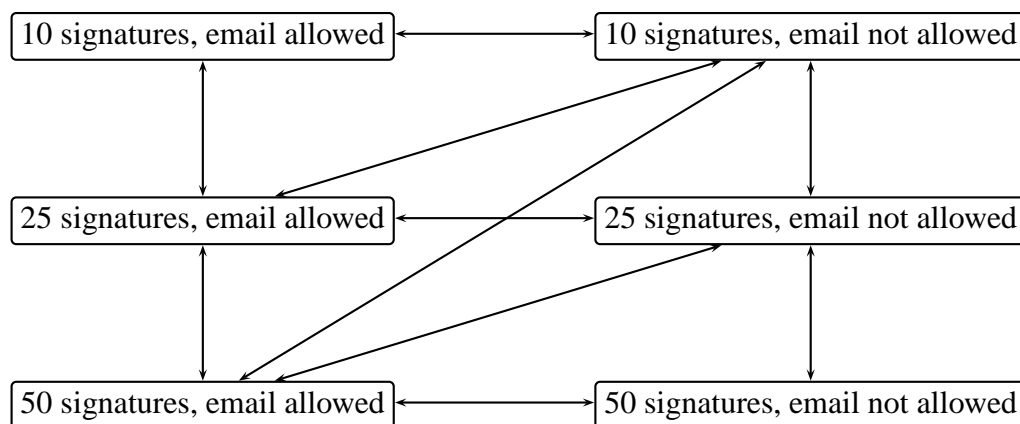 10 signatures, email allowed
10 signatures, email not allowed
25 signatures, email allowed
25 signatures, email not allowed
50 signatures, email allowed
50 signatures, email not allowed